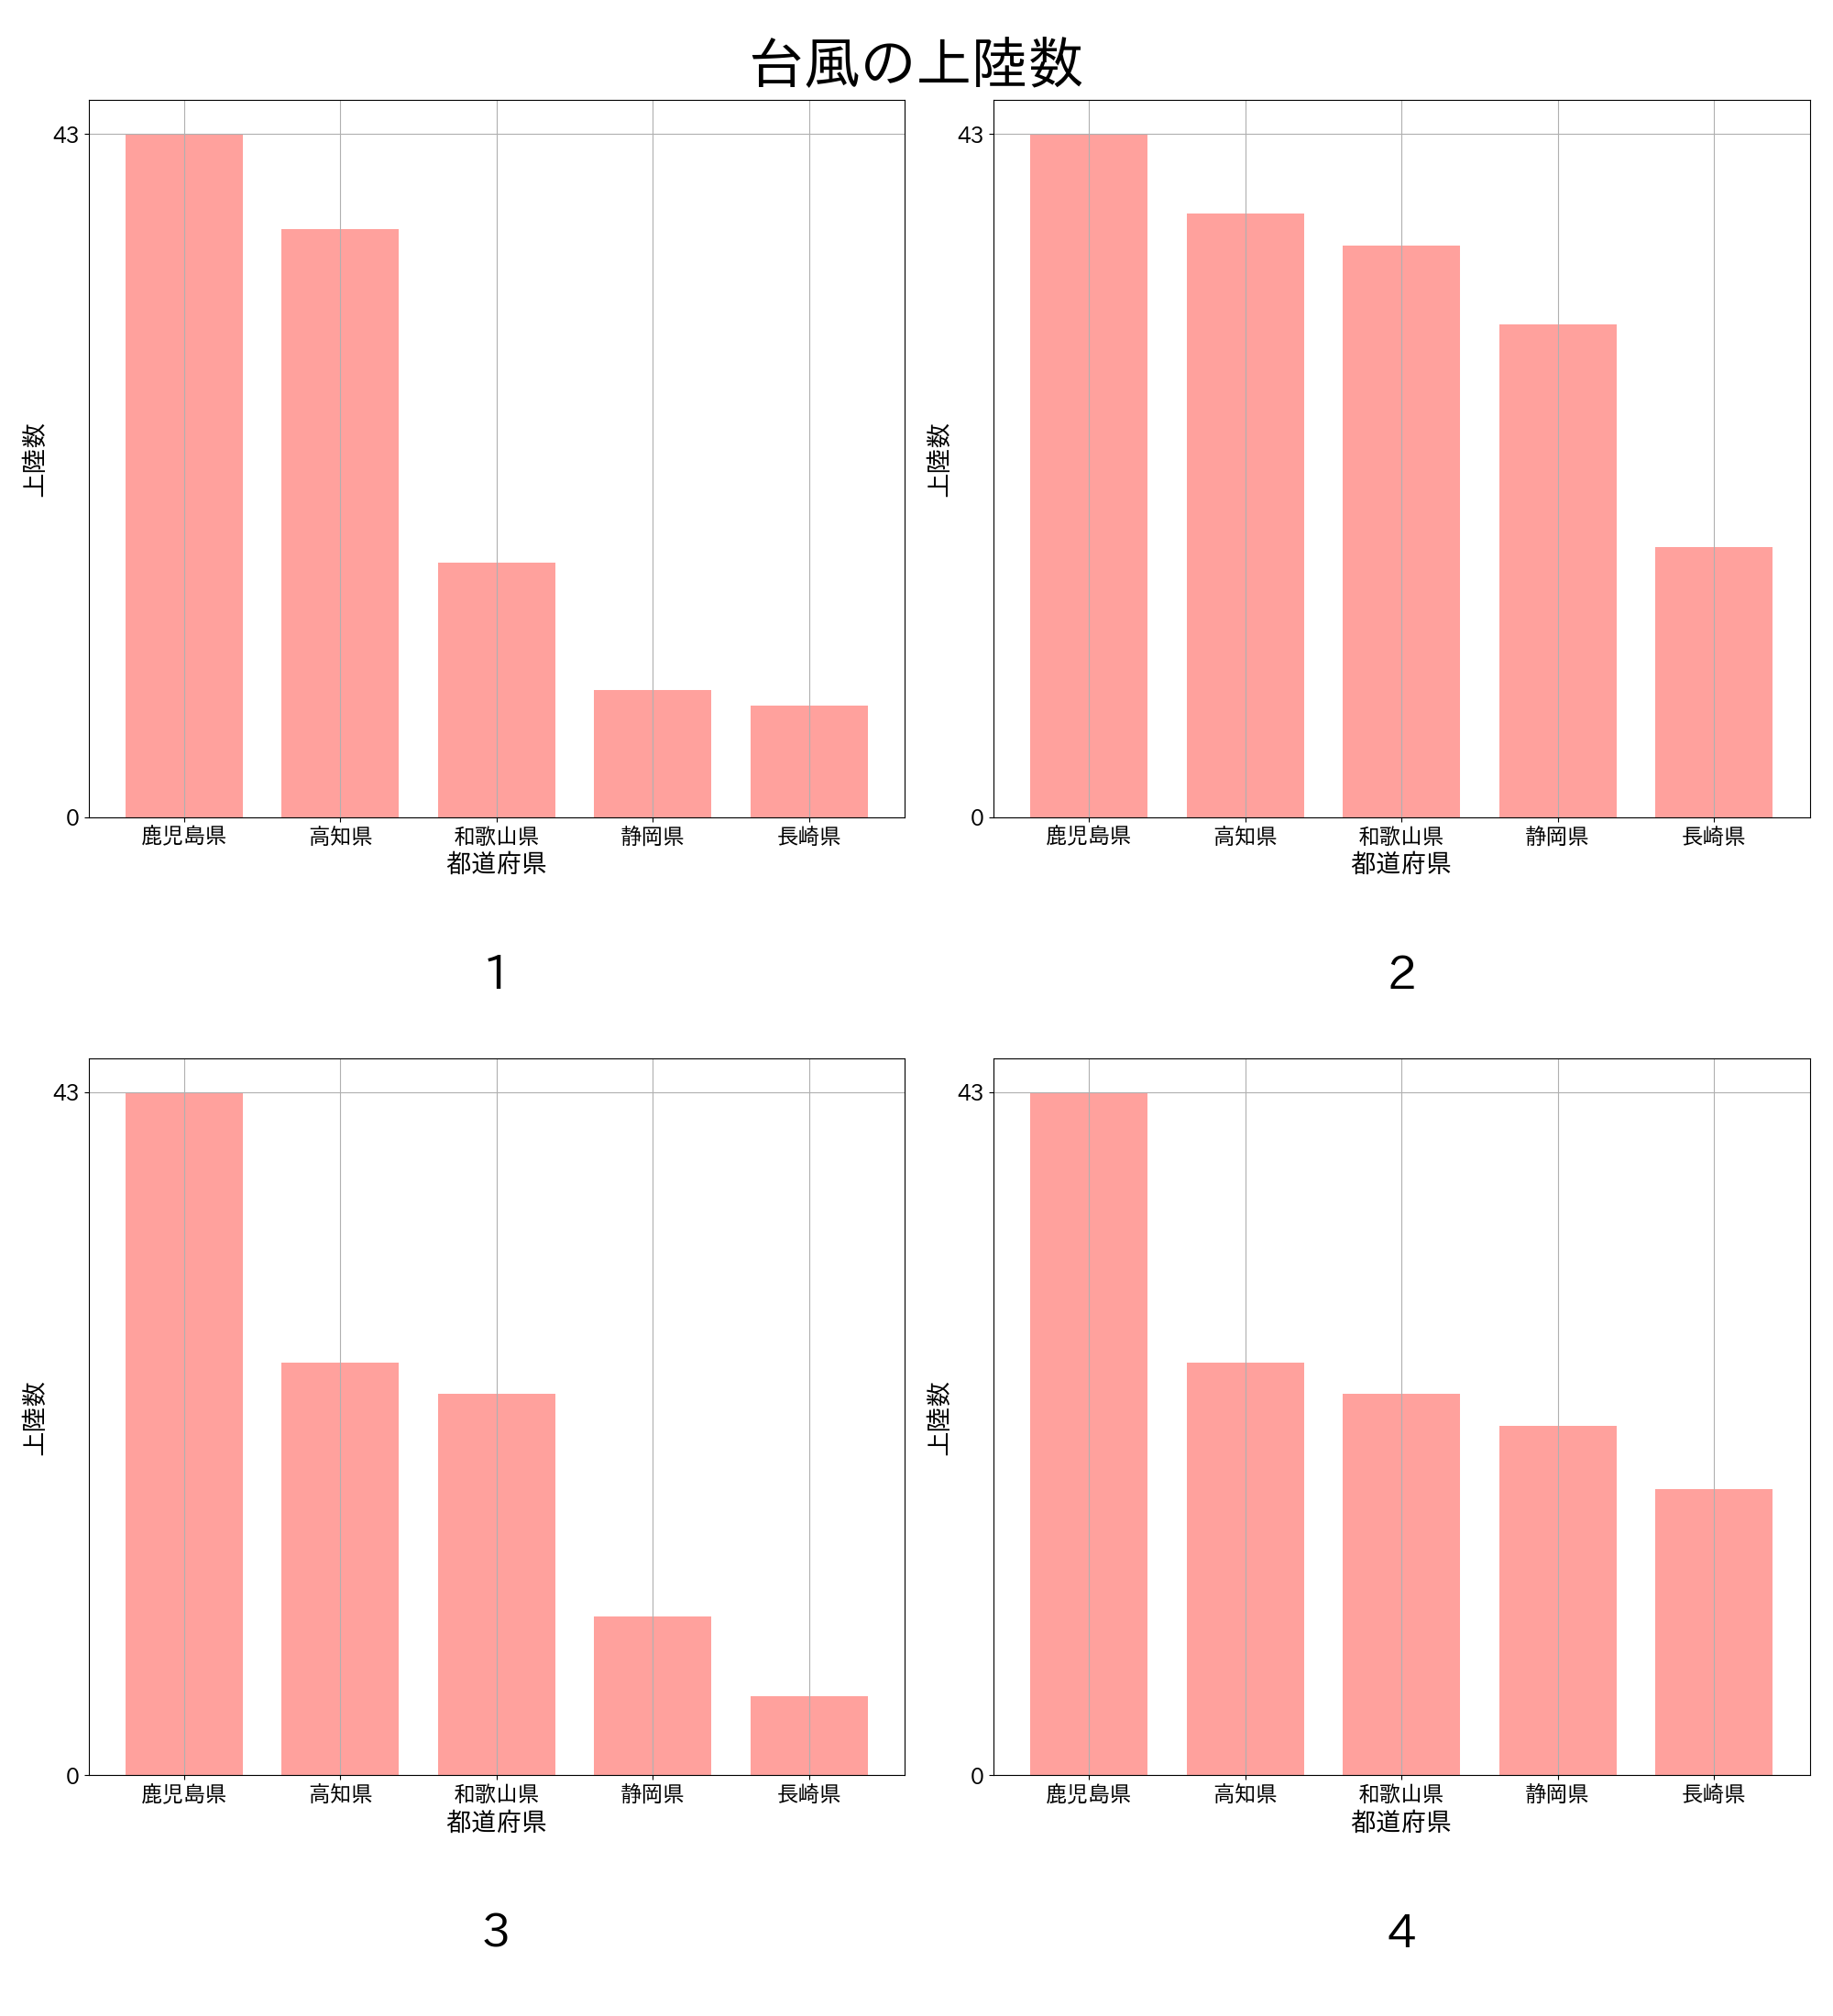 台風の上陸数
43
0
上陸数
鹿児島県 高知県 和歌山県 静岡県 長崎県
都道府県
1
43
0
上陸数
鹿児島県 高知県 和歌山県 静岡県 長崎県
都道府県
2
43
0
上陸数
鹿児島県 高知県 和歌山県 静岡県 長崎県
都道府県
3
43
0
上陸数
鹿児島県 高知県 和歌山県 静岡県 長崎県
都道府県
4